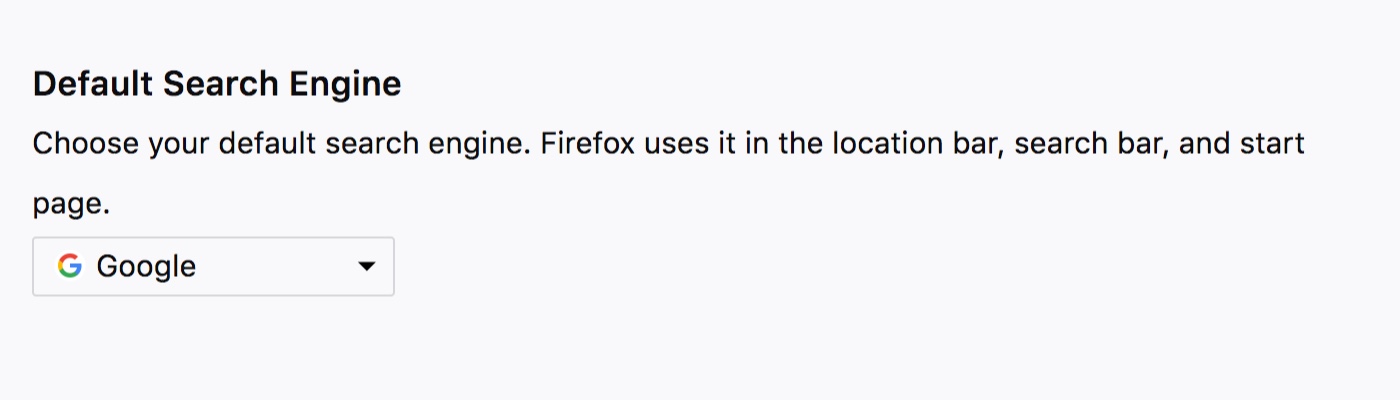 Default Search Engine
Choose your default search engine. Firefox uses it in the location bar, search bar, and start
page.
Google